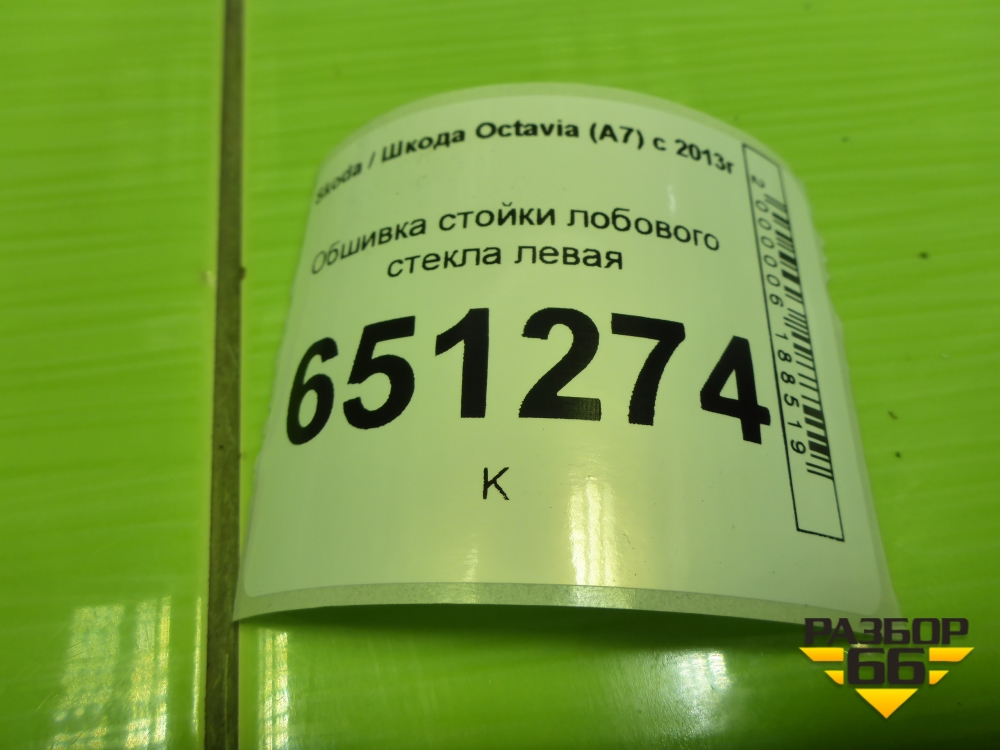 Skoda / Шкода Octavia (A7) с 2013г
Обшивка стойки лобового
стекла левая
651274
К
2000006188519
РАЗБОР
66